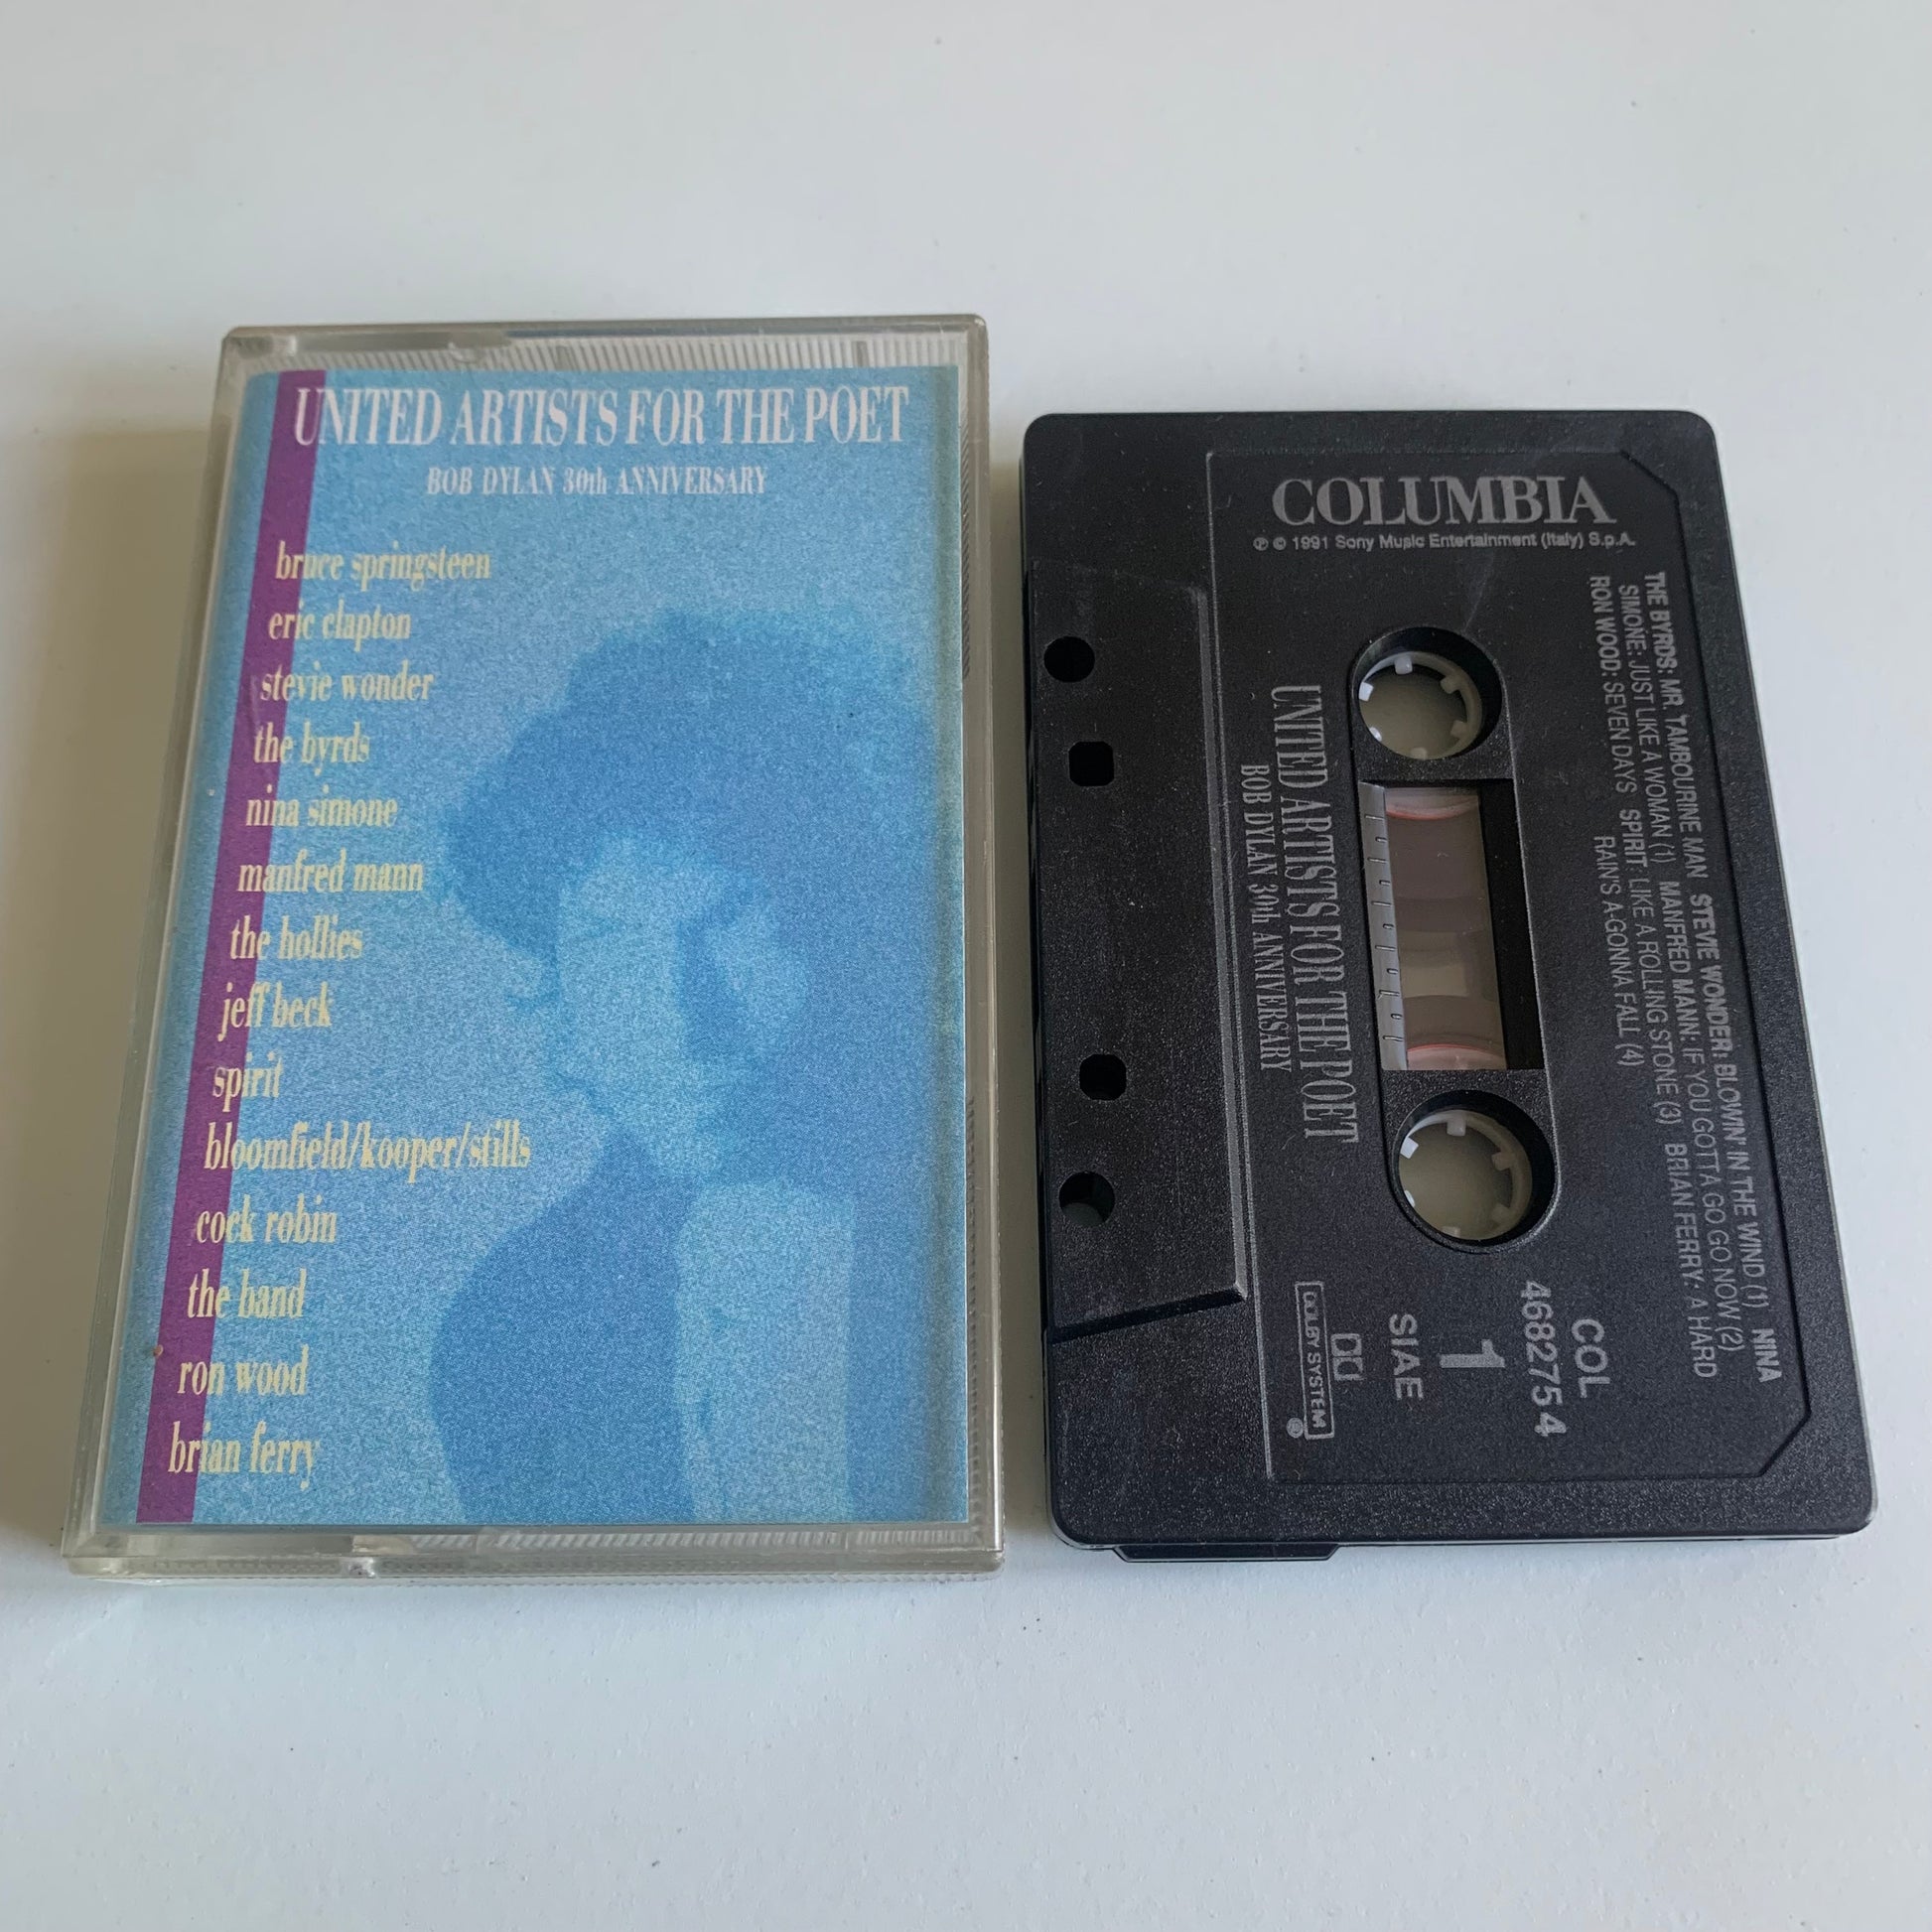 UNITED ARTISTS FOR THE POET
BOB DYLAN 30th ANNIVERSARY
bruce springsteen
eric clapton
stevie wonder
the byrds
nina simone
manfred mann
the hollies
jeff beck
spirit
bloomfield/kooper/stills
cock robin
the band
ron wood
brian ferry
COLUMBIA
℗ © 1991 Sony Music Entertainment (Italy) S.p.A.
THE BYRDS: MR. TAMBOURINE MAN STEVIE WONDER: BLOWN' IN THE WIND (1) NINA
SIMONE: JUST LIKE A WOMAN (1) MANFRED MANN: IF YOU GOTTA GO GO NOW (2)
RON WOOD: SEVEN DAYS SPIRIT: LIKE A ROLLING STONE (3) BRIAN FERRY: A HARD
RAIN'S A-GONNA FALL (4)
UNITED ARTISTS FOR THE POET
BOB DYLAN 30th ANNIVERSARY
COL
4682754
1
SIAE
DOLBY SYSTEM